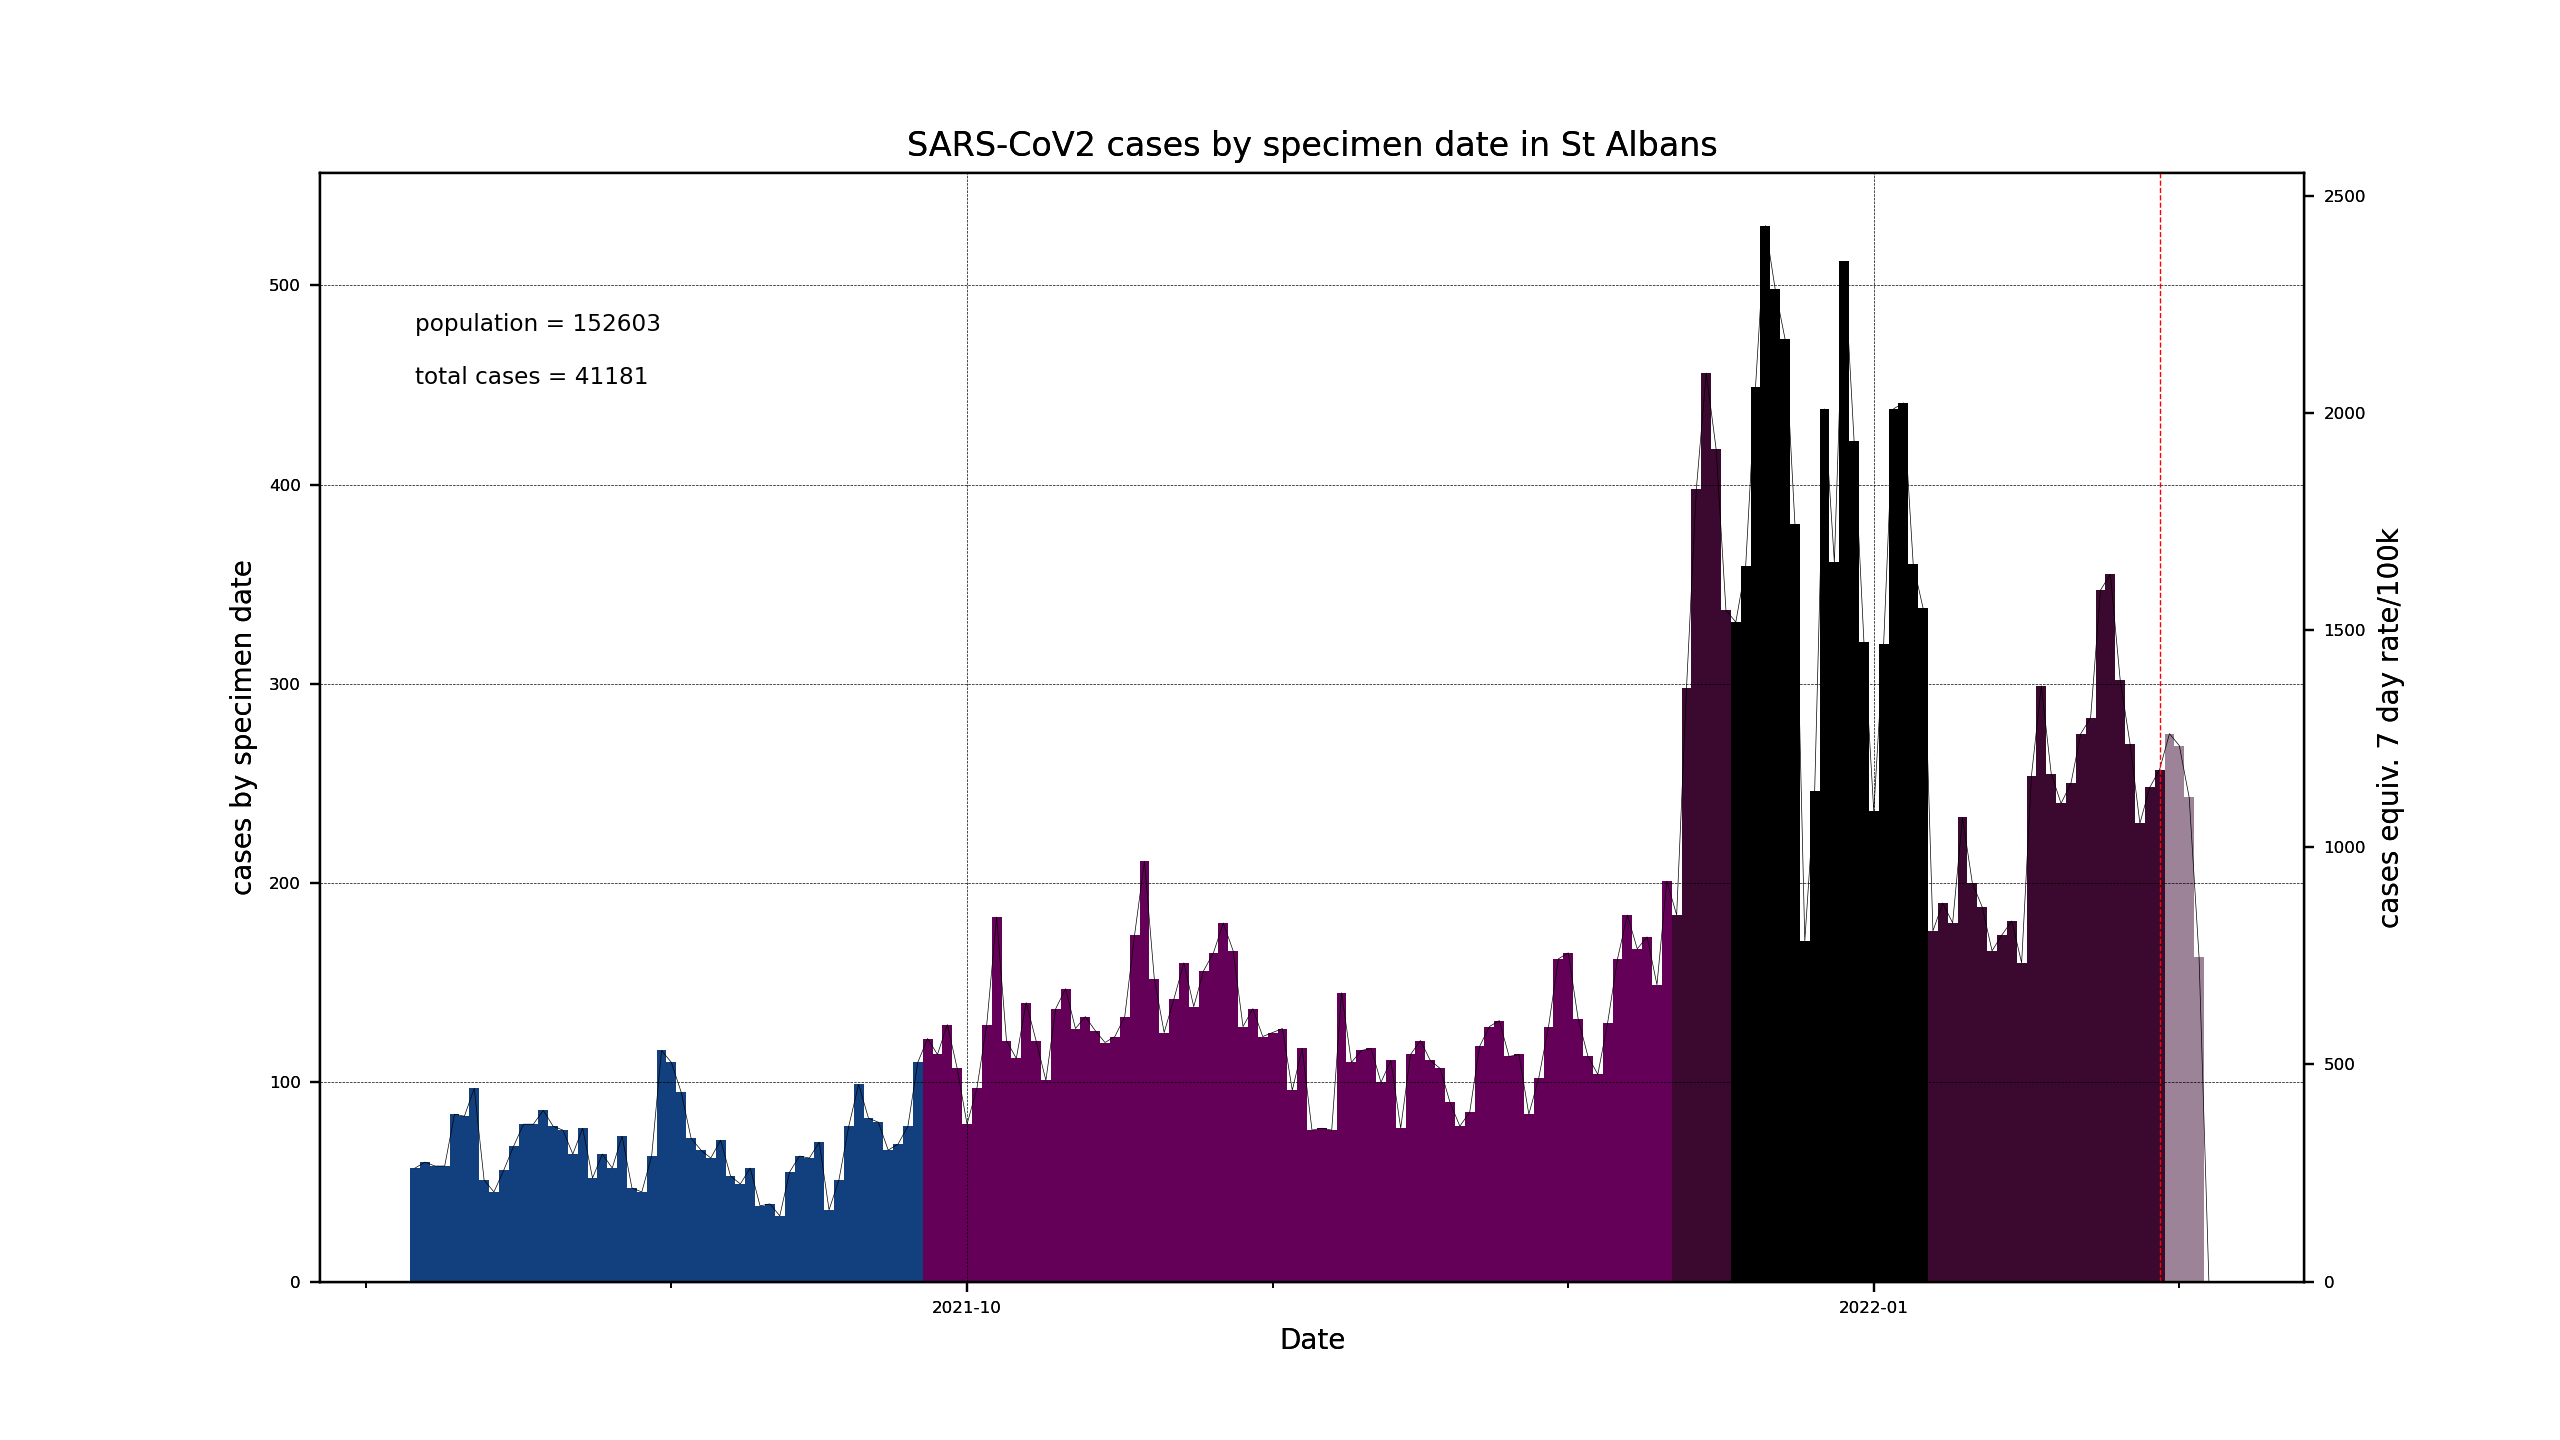 SARS-CoV2 cases by specimen date in St Albans
population = 152603
total cases = 41181
cases by specimen date
500
400
300
200
100
0
2500
2000
1500
1000
500
0
cases equiv. 7 day rate/100k
2021-10
2022-01
Date